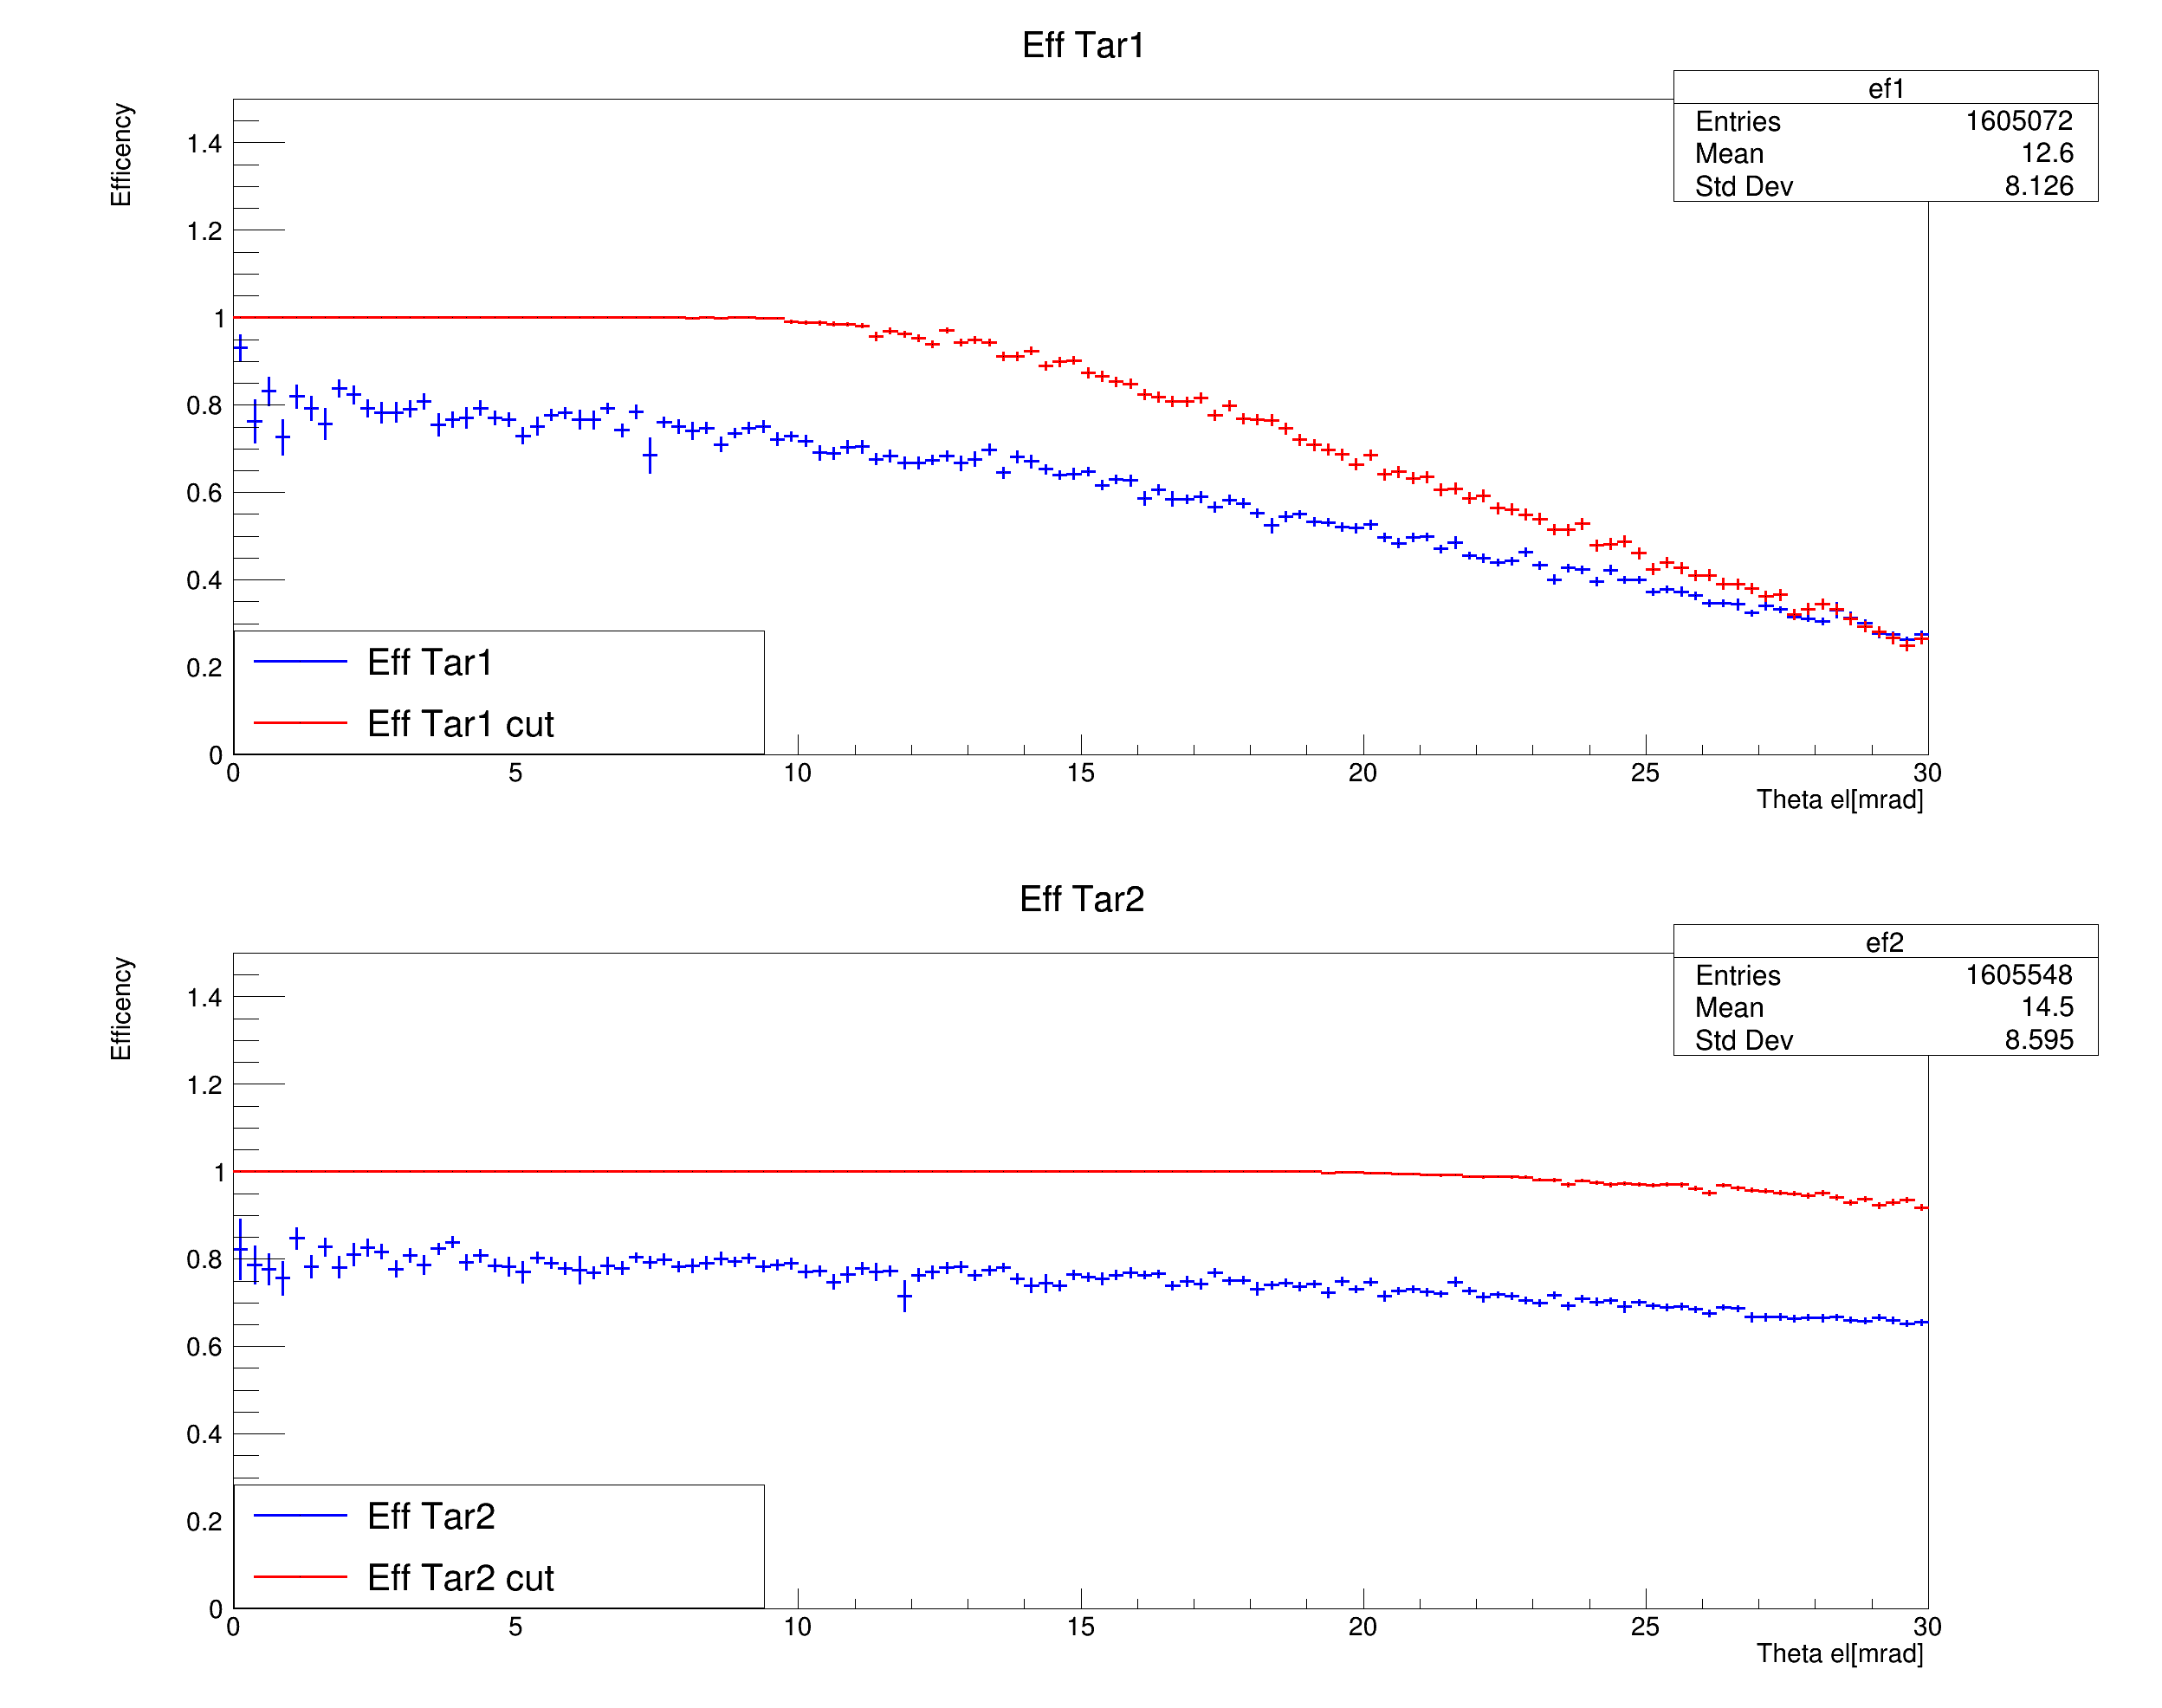 Eff Tar1
ef1
Entries 1605072
Mean 12.6
Std Dev 8.126
Efficency
1.4
1.2
1
0.8
0.6
0.4
0.2
0
Eff Tar1
Eff Tar1 cut
0 5 10 15 20 25 30
Theta el[mrad]
Eff Tar2
ef2
Entries 1605548
Mean 14.5
Std Dev 8.595
Efficency
1.4
1.2
1
0.8
0.6
0.4
0.2
0
Eff Tar2
Eff Tar2 cut
0 5 10 15 20 25 30
Theta el[mrad]